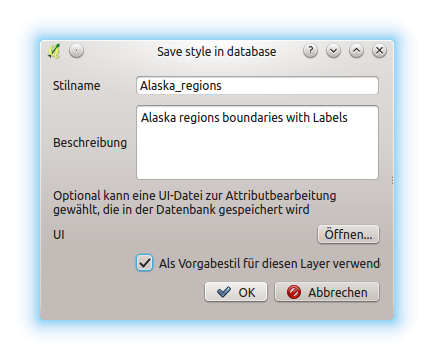 Save style in database
Stilname
Alaska_regions
Beschreibung
Alaska regions boundaries with Labels
Optional kann eine UI-Datei zur Attributbearbeitung
gewählt, die in der Datenbank gespeichert wird
UI
Öffnen...
Als Vorgabestil für diesen Layer verwende
OK
Abbrechen